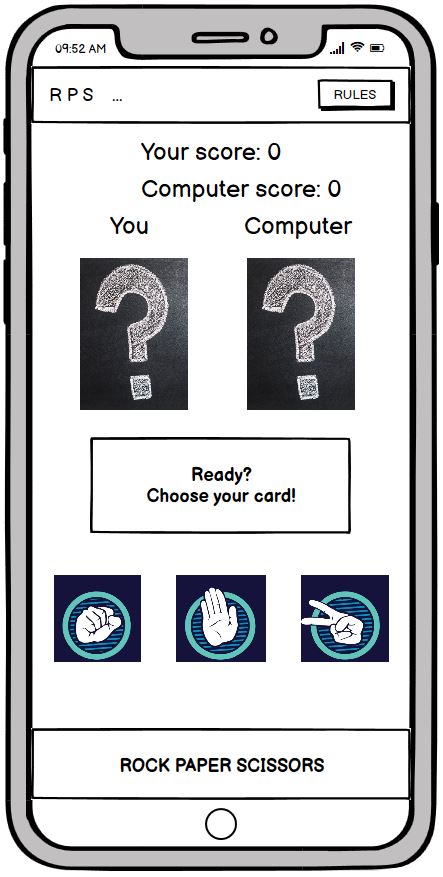 09:52 AM
R P S ...
RULES
Your score: 0
Computer score: 0
You
Computer
?
?
Ready?
Choose your card!
ROCK PAPER SCISSORS